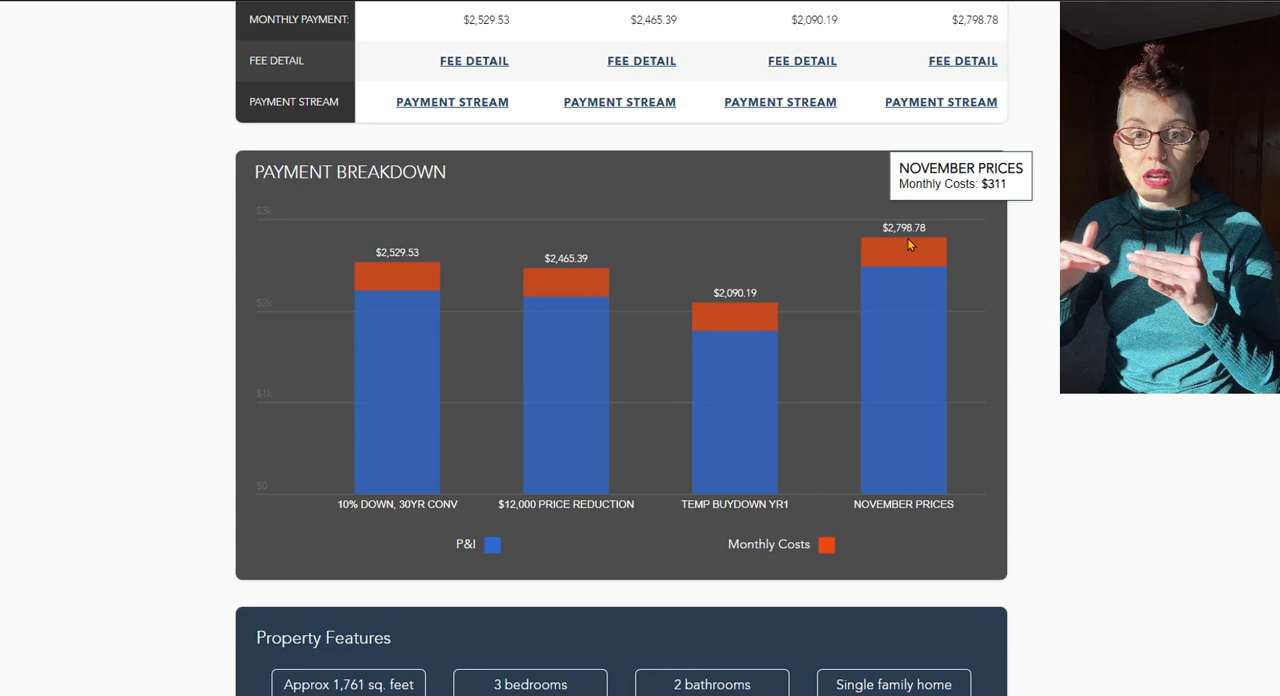 MONTHLY PAYMENT: $2,529.53 $2,465.39 $2,090.19 $2,798.78
FEE DETAIL FEE DETAIL FEE DETAIL FEE DETAIL FEE DETAIL
PAYMENT STREAM PAYMENT STREAM PAYMENT STREAM PAYMENT STREAM PAYMENT STREAM
PAYMENT BREAKDOWN
NOVEMBER PRICES
Monthly Costs: $311
$3k
$2,798.78
$2,529.53
$2,465.39
$2,090.19
$2k
$1k
$0
10% DOWN, 30YR CONV $12,000 PRICE REDUCTION TEMP BUYDOWN YR1 NOVEMBER PRICES
P&I Monthly Costs
Property Features
Approx 1,761 sq. feet 3 bedrooms 2 bathrooms Single family home